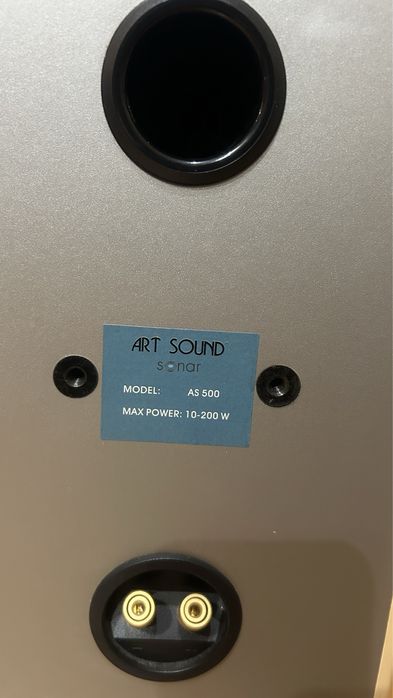 ART SOUND
sonar
MODEL: AS 500
MAX POWER: 10-200 W